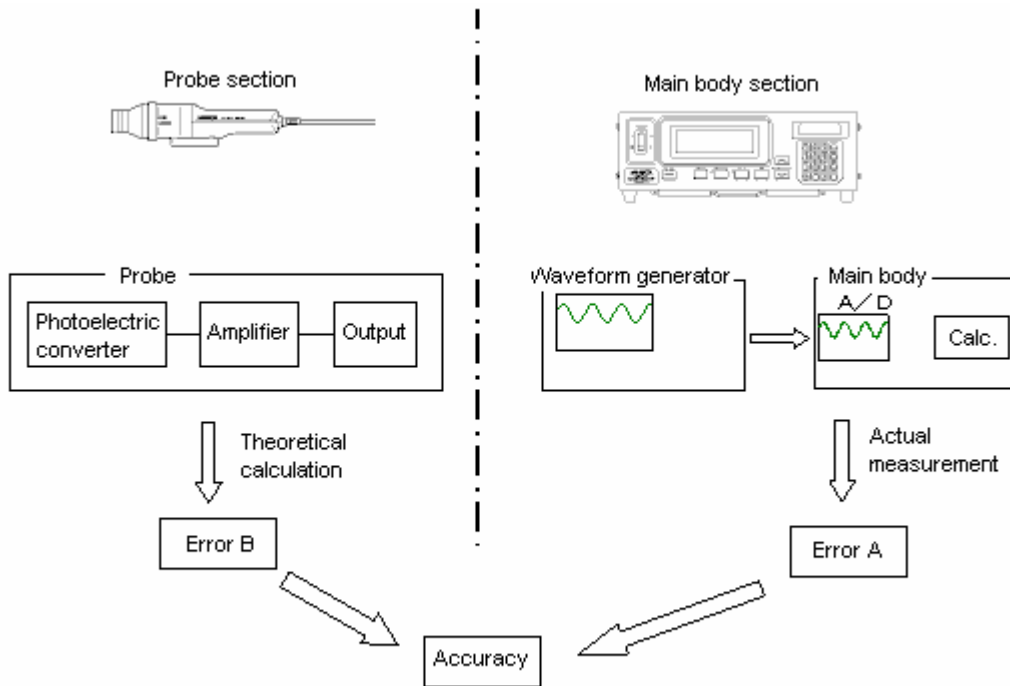 Probe section
Main body section
Probe
Photoelectric
converter
Amplifier
Output
Waveform generator
Main body
A/D
Calc.
Theoretical
calculation
Actual
measurement
Error B
Error A
Accuracy